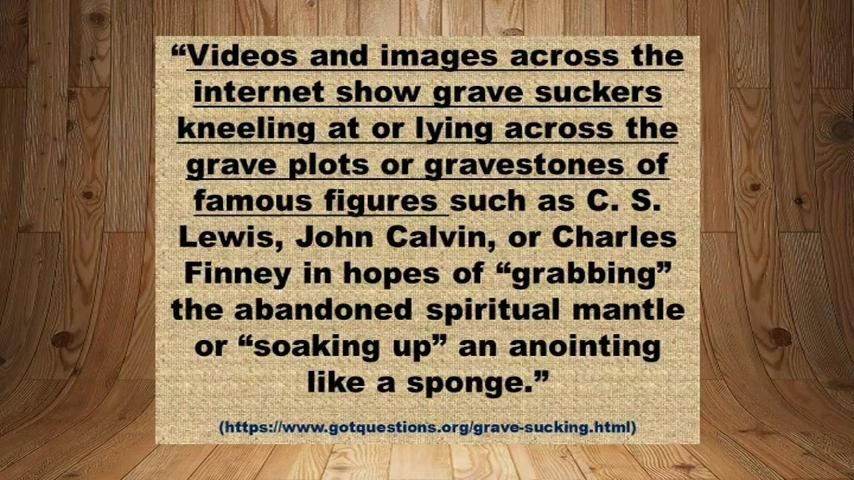 “Videos and images across the
internet show grave suckers
kneeling at or lying across the
grave plots or gravestones of
famous figures such as C. S.
Lewis, John Calvin, or Charles
Finney in hopes of “grabbing”
the abandoned spiritual mantle
or “soaking up” an anointing
like a sponge.”
(https://www.gotquestions.org/grave-sucking.html)